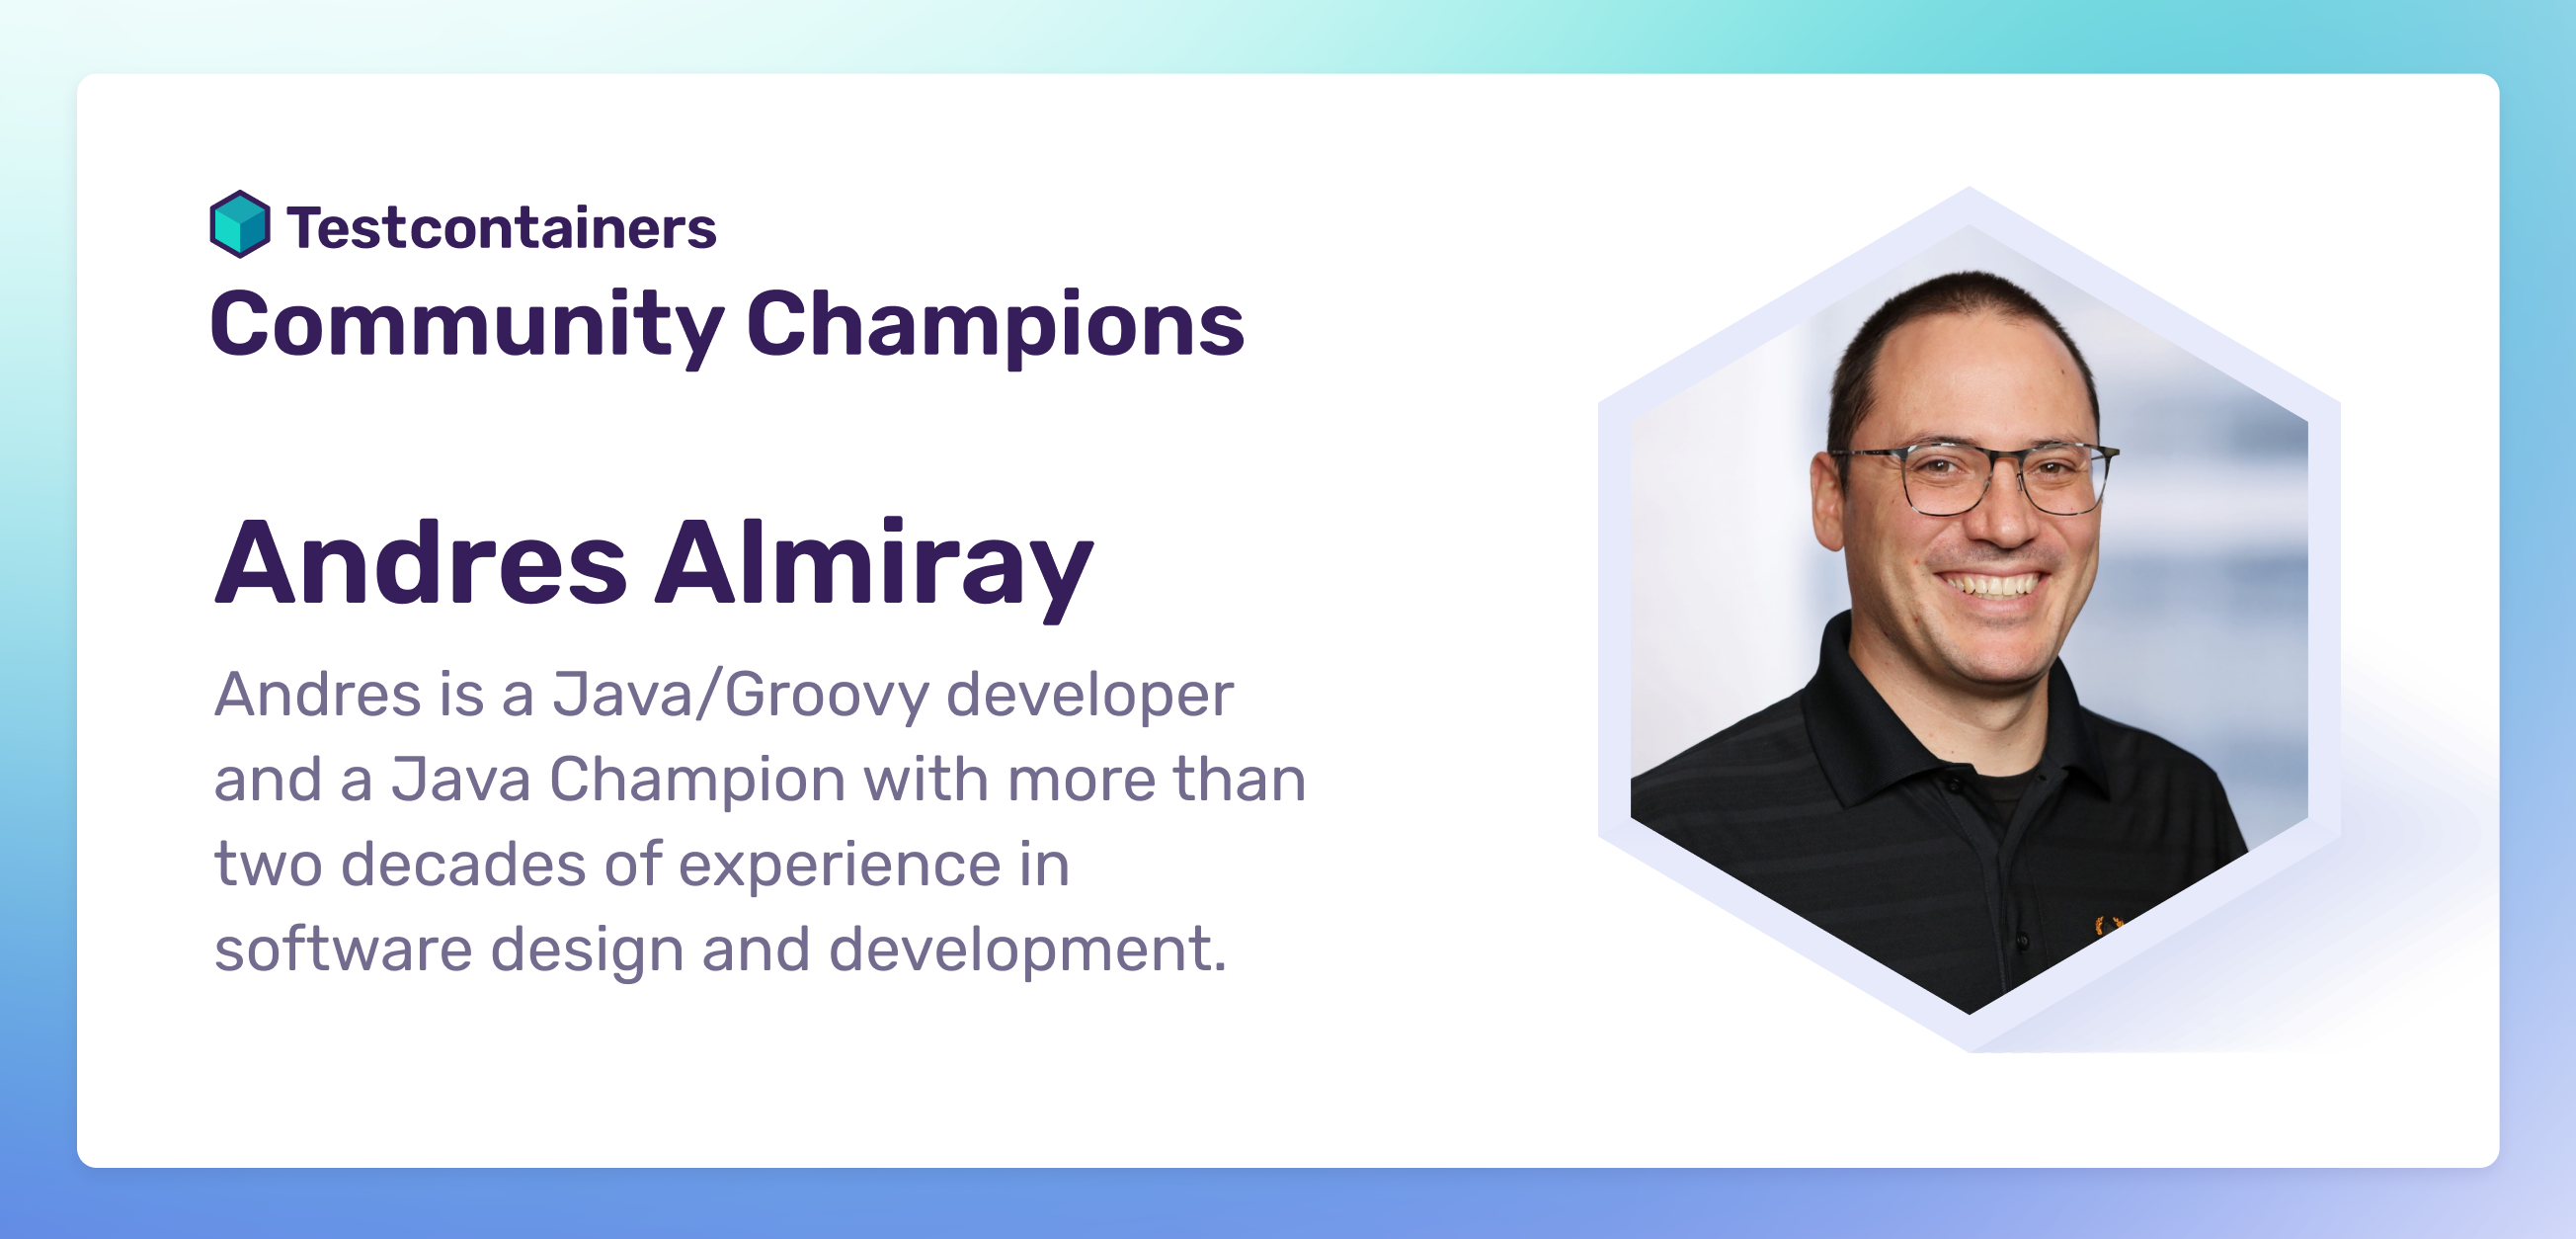 Testcontainers
Community Champions
Andres Almiray
Andres is a Java/Groovy developer
and a Java Champion with more than
two decades of experience in
software design and development.